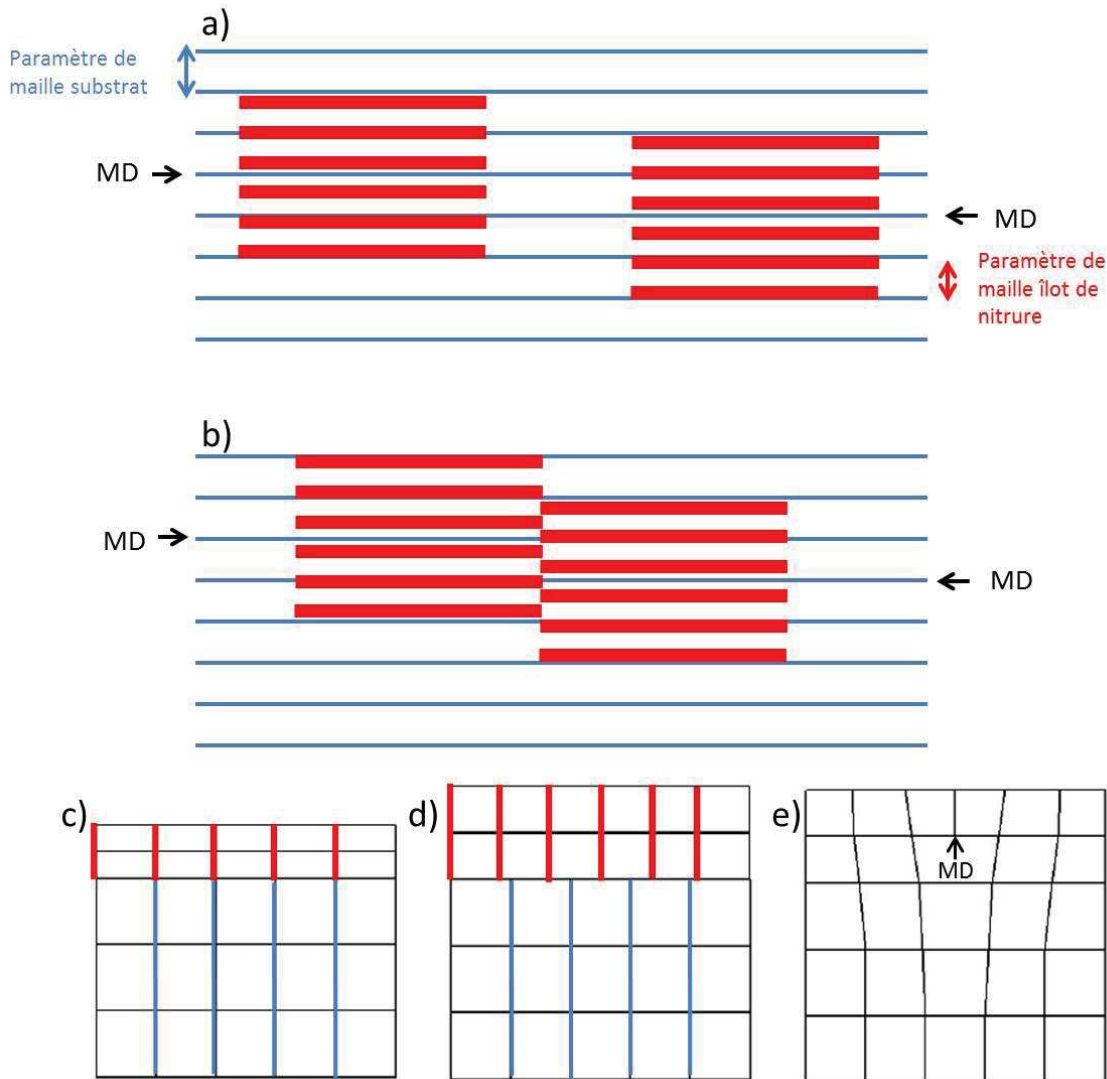 a)
Paramètre de
maille substrat
MD
MD
Paramètre de
maille îlot de
nitrure
b)
MD
MD
c)
d)
e)
MD